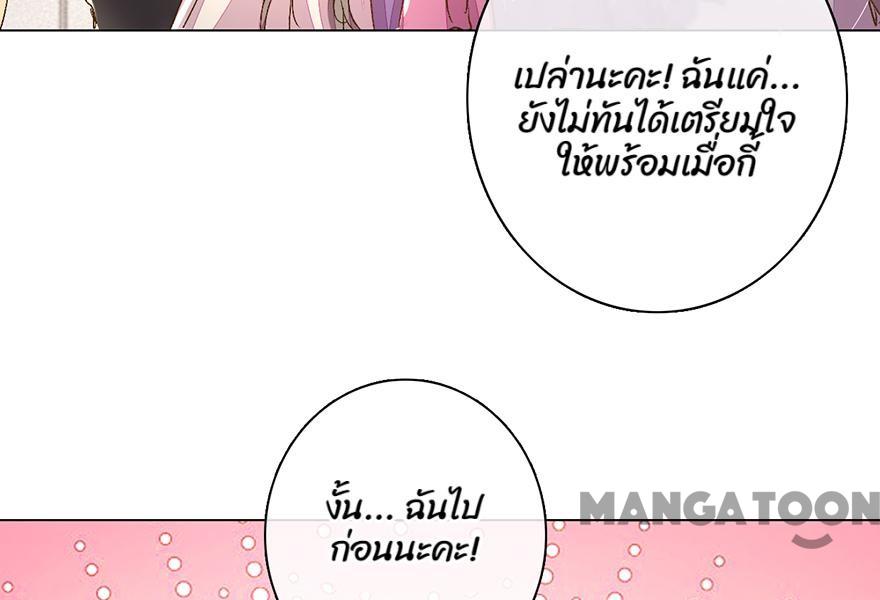 เปล่านะคะ! ฉันแค่...
ยังไม่ทันได้เตรียมใจ
ให้พร้อมเมื่อกี้
งั้น... ฉันไป
ก่อนนะคะ!
MANGATOON